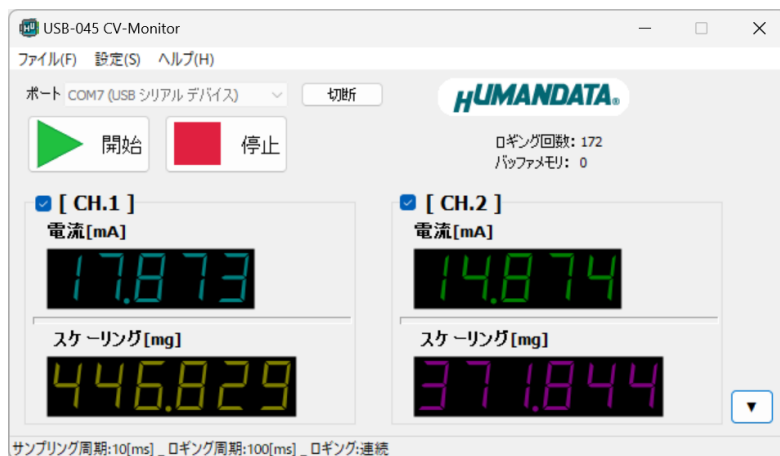 USB-045 CV-Monitor
ファイル(F) 設定(S) ヘルプ(H)
ポート COM7 (USB シリアル デバイス) 切断
HUMANDATA®
開始 停止
ロギング回数: 172
バッファメモリ: 0
[ CH.1 ]
電流[mA]
17.873
スケーリング[mg]
446.829
[ CH.2 ]
電流[mA]
14.874
スケーリング[mg]
371.844
▼
サンプリング周期:10[ms] _ ロギング周期:100[ms] _ ロギング:連続